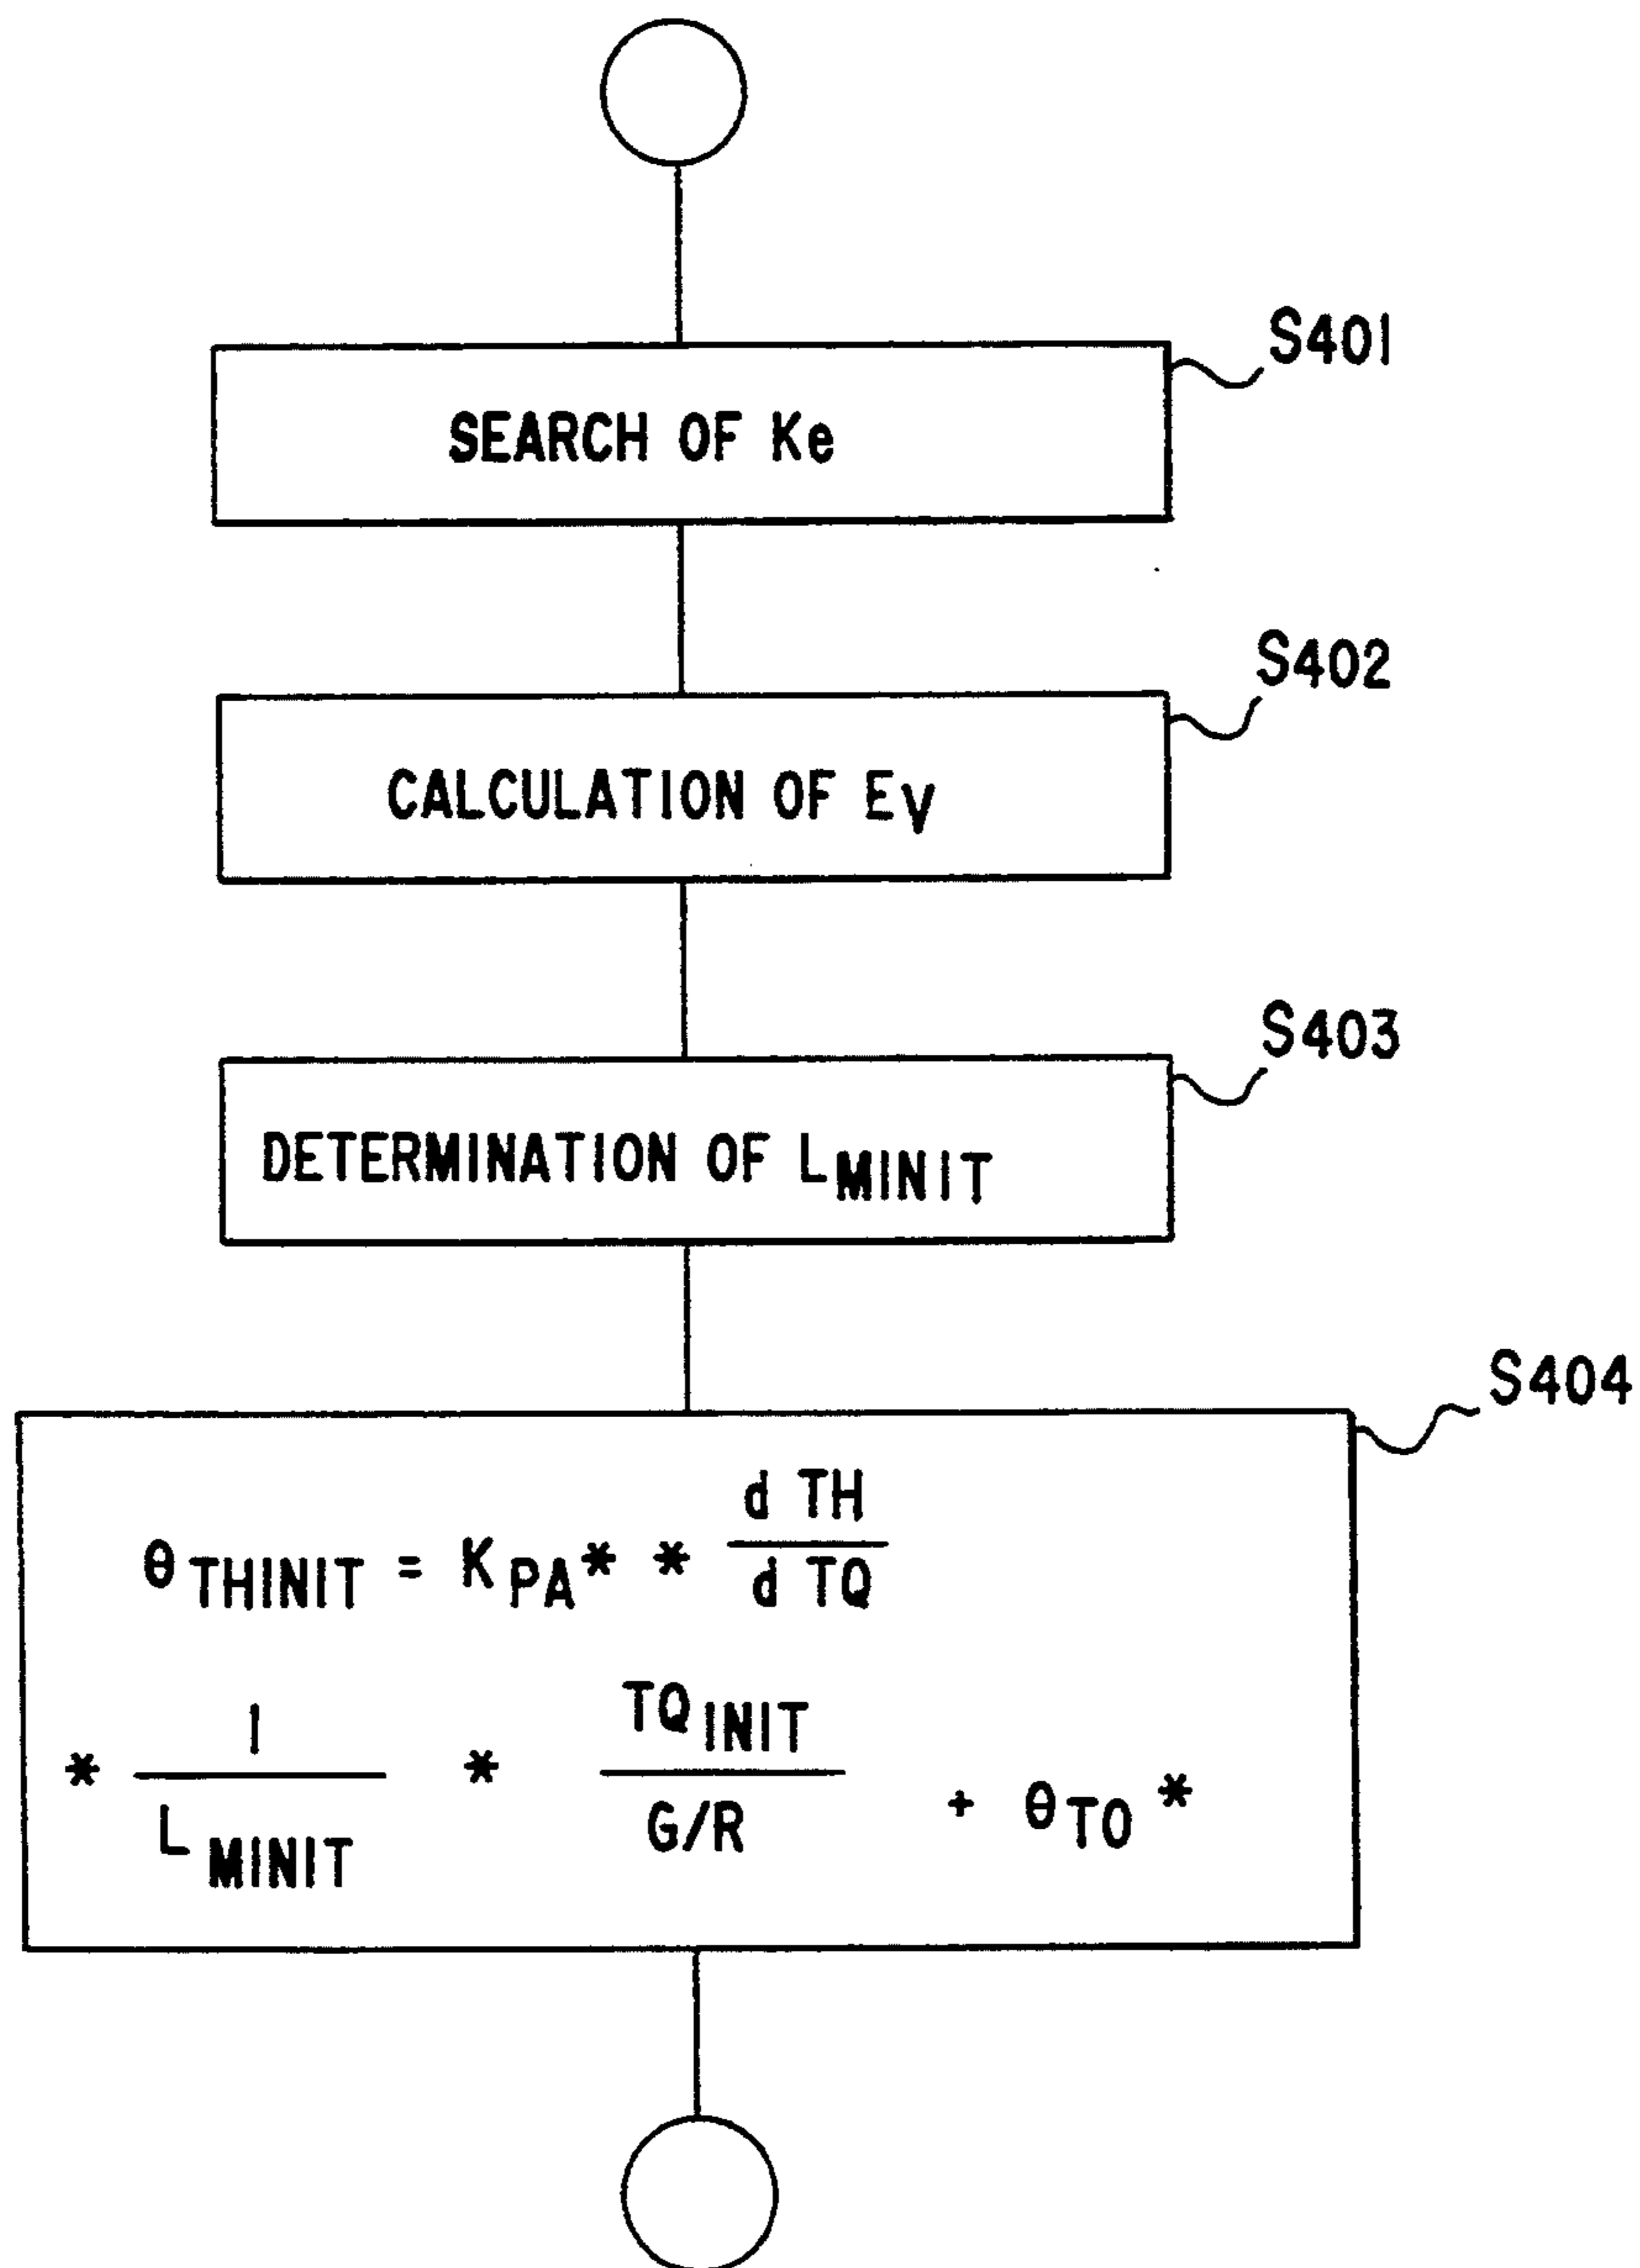 S401
SEARCH OF Ke
S402
CALCULATION OF EV
S403
DETERMINATION OF LMINIT
S404
θTHINIT = KPA* * d TH / d TQ
* 1 / LMINIT * TQINIT / G/R + θTO *